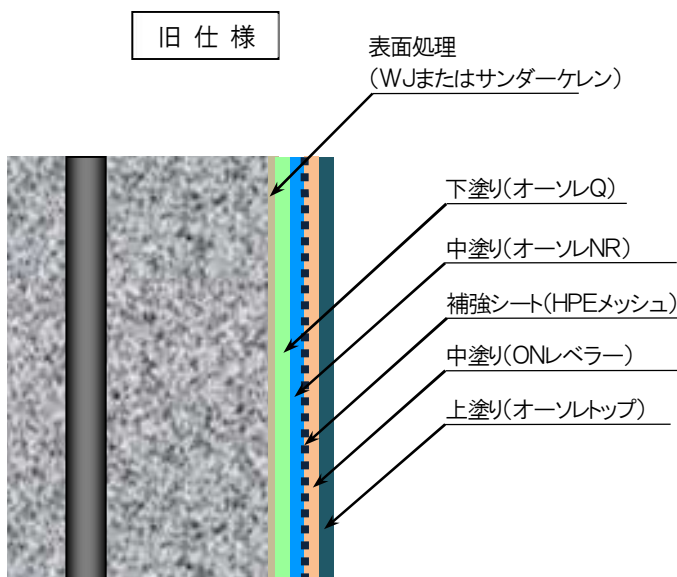 旧 仕 様
表面処理
(WJまたはサンダーケレン)
下塗り(オーソレQ)
中塗り(オーソレNR)
補強シート(HPEメッシュ)
中塗り(ONレベラー)
上塗り(オーソレトップ)